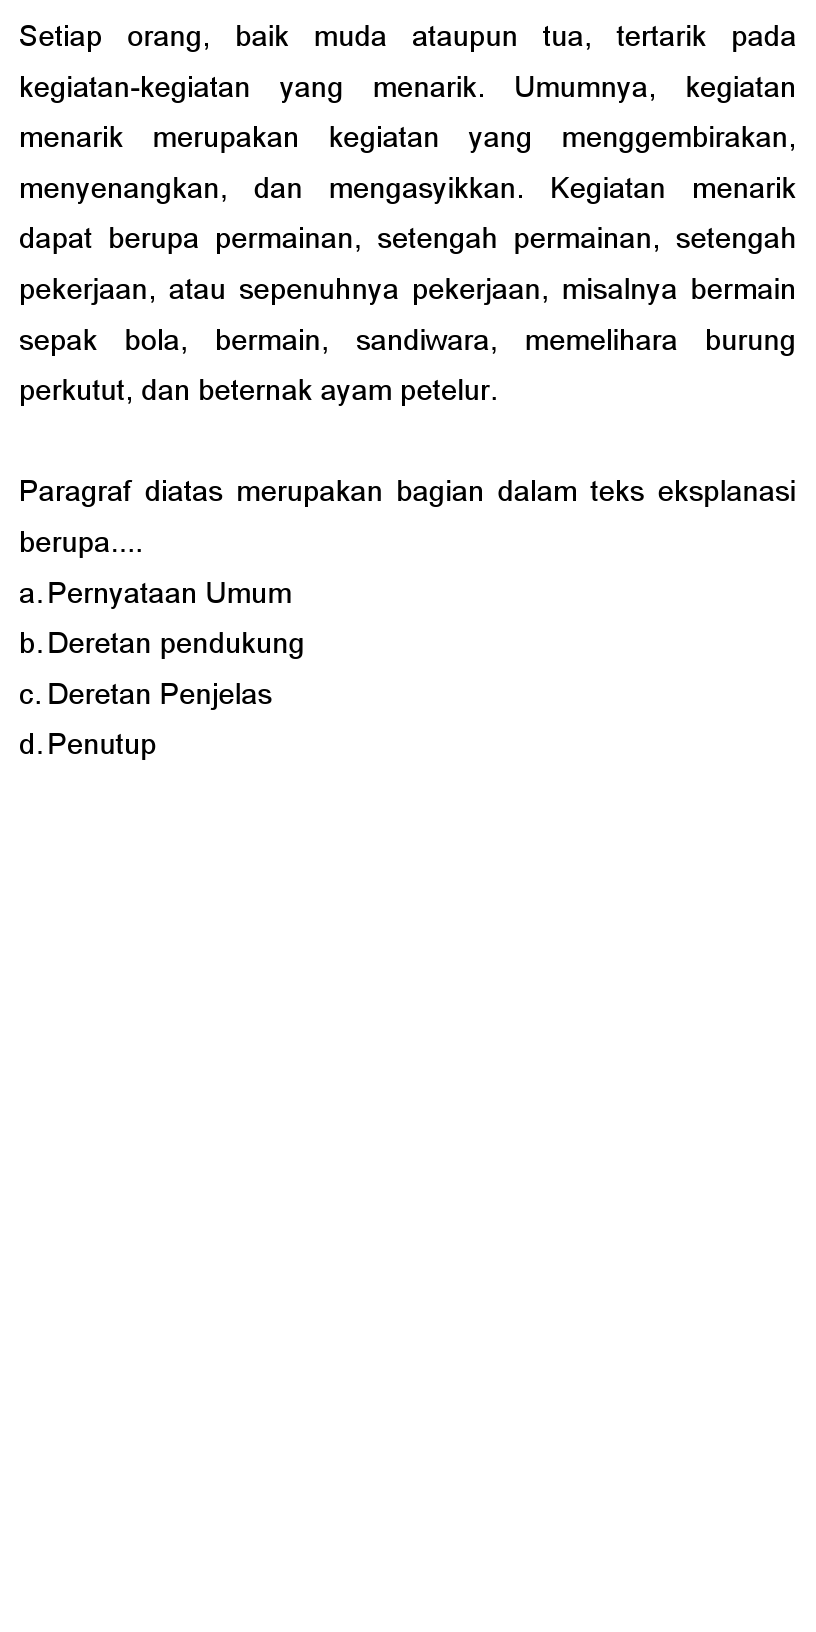 Setiap orang, baik muda ataupun tua, tertarik pada
kegiatan-kegiatan yang menarik. Umumnya, kegiatan
menarik merupakan kegiatan yang menggembirakan,
menyenangkan, dan mengasyikkan. Kegiatan menarik
dapat berupa permainan, setengah permainan, setengah
pekerjaan, atau sepenuhnya pekerjaan, misalnya bermain
sepak bola, bermain, sandiwara, memelihara burung
perkutut, dan beternak ayam petelur.
Paragraf diatas merupakan bagian dalam teks eksplanasi
berupa....
a. Pernyataan Umum
b. Deretan pendukung
c. Deretan Penjelas
d. Penutup